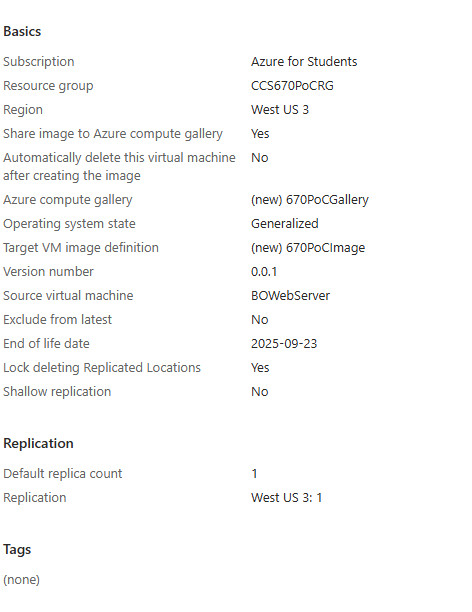 Basics
Subscription Azure for Students
Resource group CCS670PoCRG
Region West US 3
Share image to Azure compute gallery Yes
Automatically delete this virtual machine No
after creating the image
Azure compute gallery (new) 670PoCGallery
Operating system state Generalized
Target VM image definition (new) 670PoCImage
Version number 0.0.1
Source virtual machine BOWebServer
Exclude from latest No
End of life date 2025-09-23
Lock deleting Replicated Locations Yes
Shallow replication No
Replication
Default replica count 1
Replication West US 3: 1
Tags
(none)